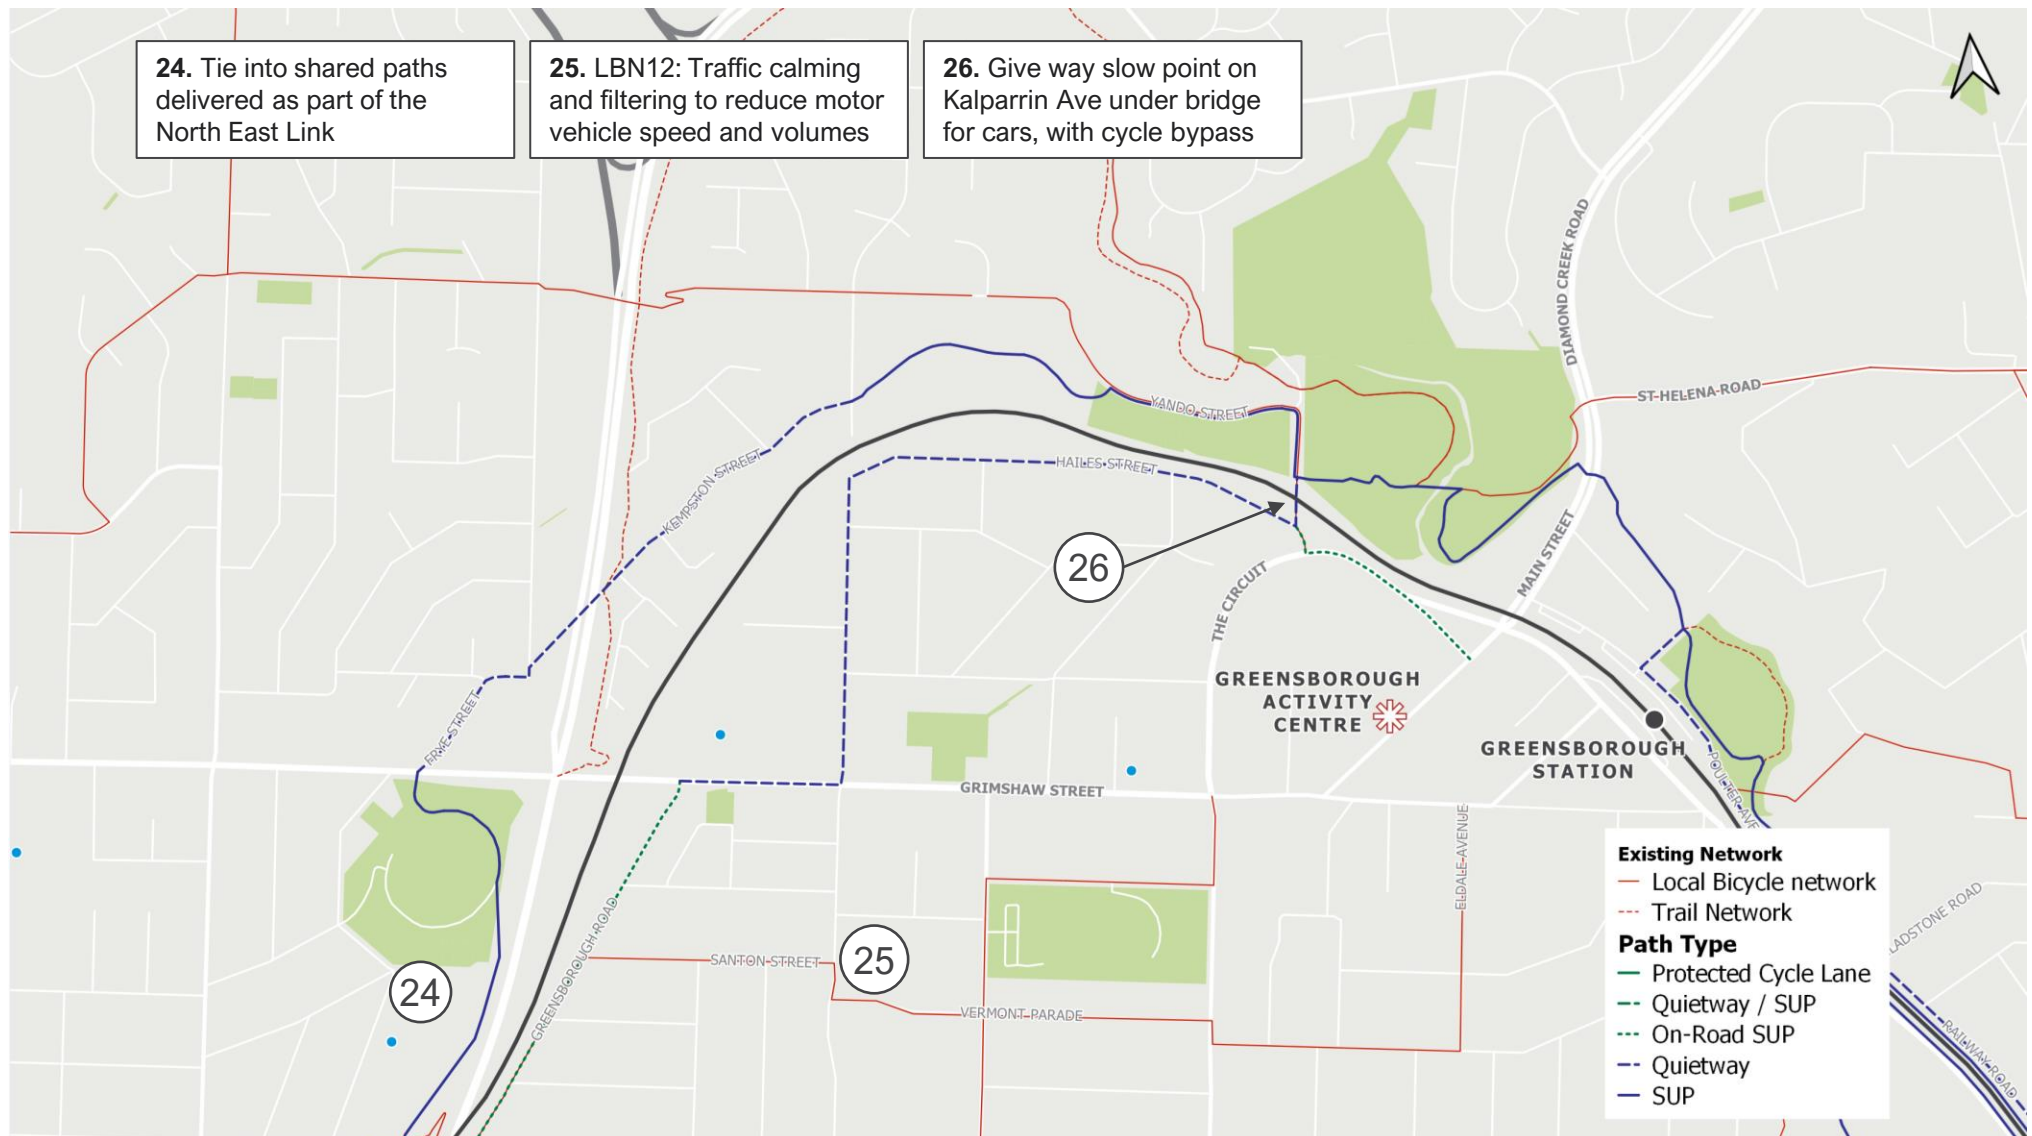 24. Tie into shared paths
delivered as part of the
North East Link
25. LBN12: Traffic calming
and filtering to reduce motor
vehicle speed and volumes
26. Give way slow point on
Kalparrin Ave under bridge
for cars, with cycle bypass
DIAMOND CREEK ROAD
ST HELENA ROAD
YANDO STREET
HAILES STREET
KEMPSTON STREET
26
MAIN STREET
THE CIRCUIT
GREENSBOROUGH
ACTIVITY
CENTRE
GREENSBOROUGH
STATION
FRYE STREET
POULTER AVE
GRIMSHAW STREET
ELDALE AVENUE
GREENSBOROUGH ROAD
SANTON STREET
25
24
VERMONT PARADE
LADSTONE ROAD
RAILWAY ROAD
Existing Network
Local Bicycle network
Trail Network
Path Type
Protected Cycle Lane
Quietway / SUP
On-Road SUP
Quietway
SUP